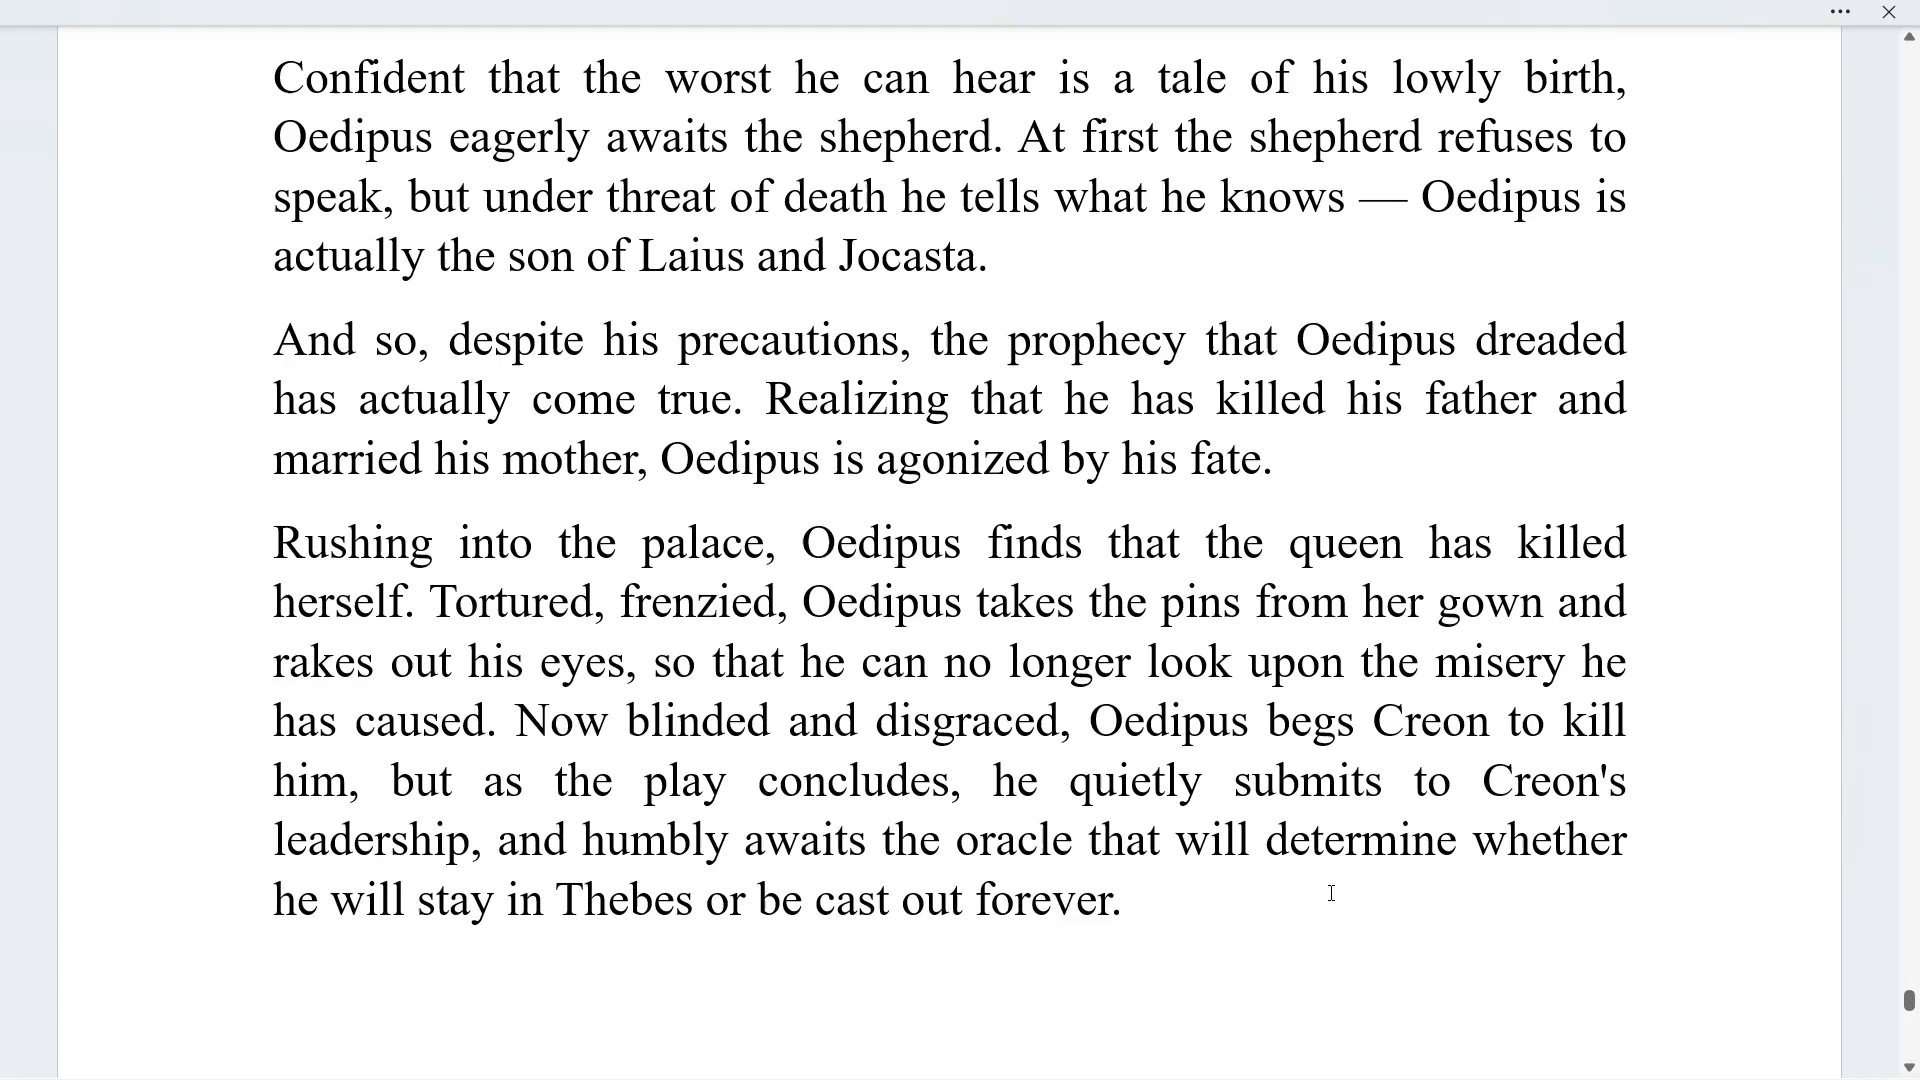 Confident that the worst he can hear is a tale of his lowly birth,
Oedipus eagerly awaits the shepherd. At first the shepherd refuses to
speak, but under threat of death he tells what he knows — Oedipus is
actually the son of Laius and Jocasta.
And so, despite his precautions, the prophecy that Oedipus dreaded
has actually come true. Realizing that he has killed his father and
married his mother, Oedipus is agonized by his fate.
Rushing into the palace, Oedipus finds that the queen has killed
herself. Tortured, frenzied, Oedipus takes the pins from her gown and
rakes out his eyes, so that he can no longer look upon the misery he
has caused. Now blinded and disgraced, Oedipus begs Creon to kill
him, but as the play concludes, he quietly submits to Creon's
leadership, and humbly awaits the oracle that will determine whether
he will stay in Thebes or be cast out forever.